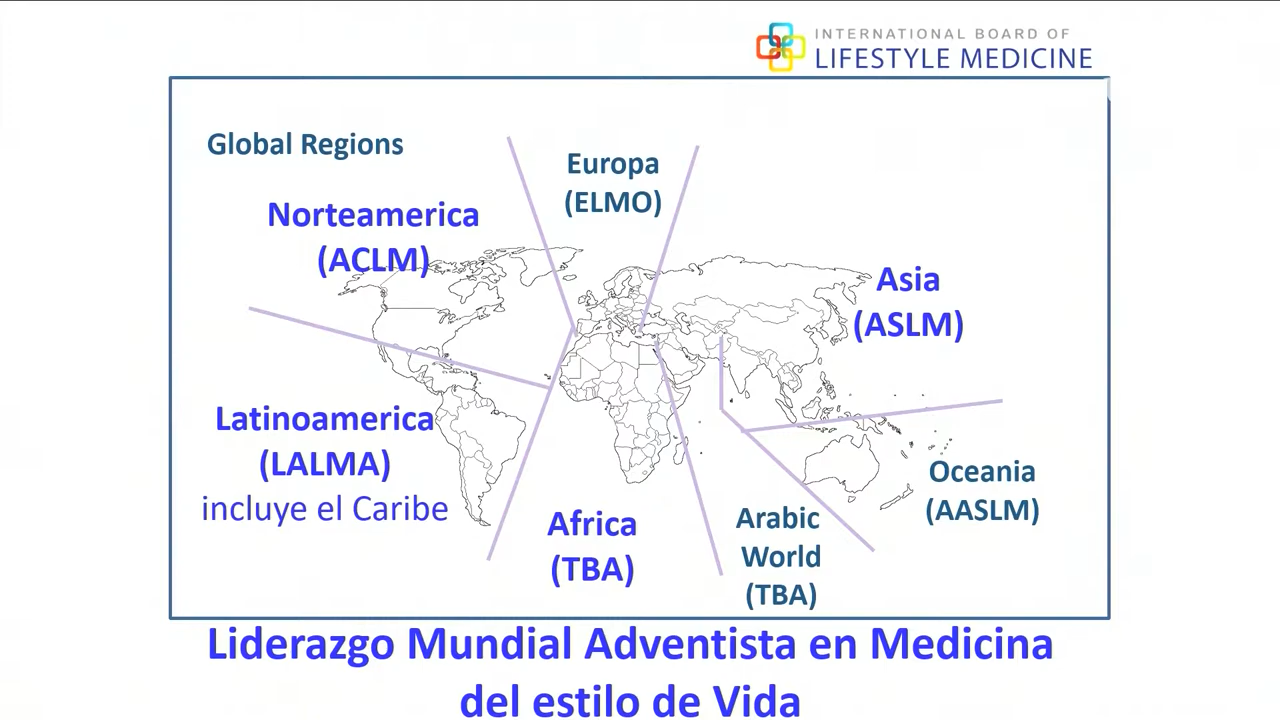 INTERNATIONAL BOARD OF
LIFESTYLE MEDICINE
Global Regions
Europa
(ELMO)
Norteamerica
(ACLM)
Asia
(ASLM)
Latinoamerica
(LALMA)
incluye el Caribe
Oceania
(AASLM)
Africa
(TBA)
Arabic
World
(TBA)
Liderazgo Mundial Adventista en Medicina
del estilo de Vida